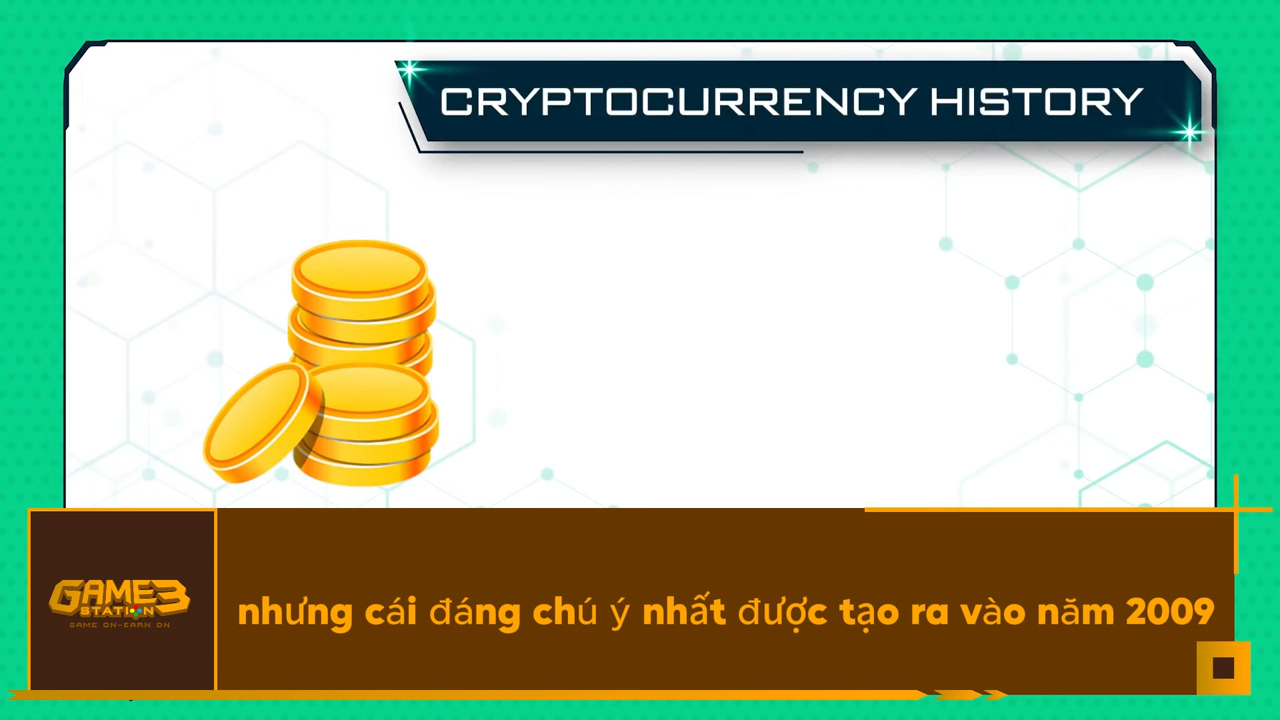 CRYPTOCURRENCY HISTORY
GAME3
STATION
GAME ON-EARN ON
nhưng cái đáng chú ý nhất được tạo ra vào năm 2009